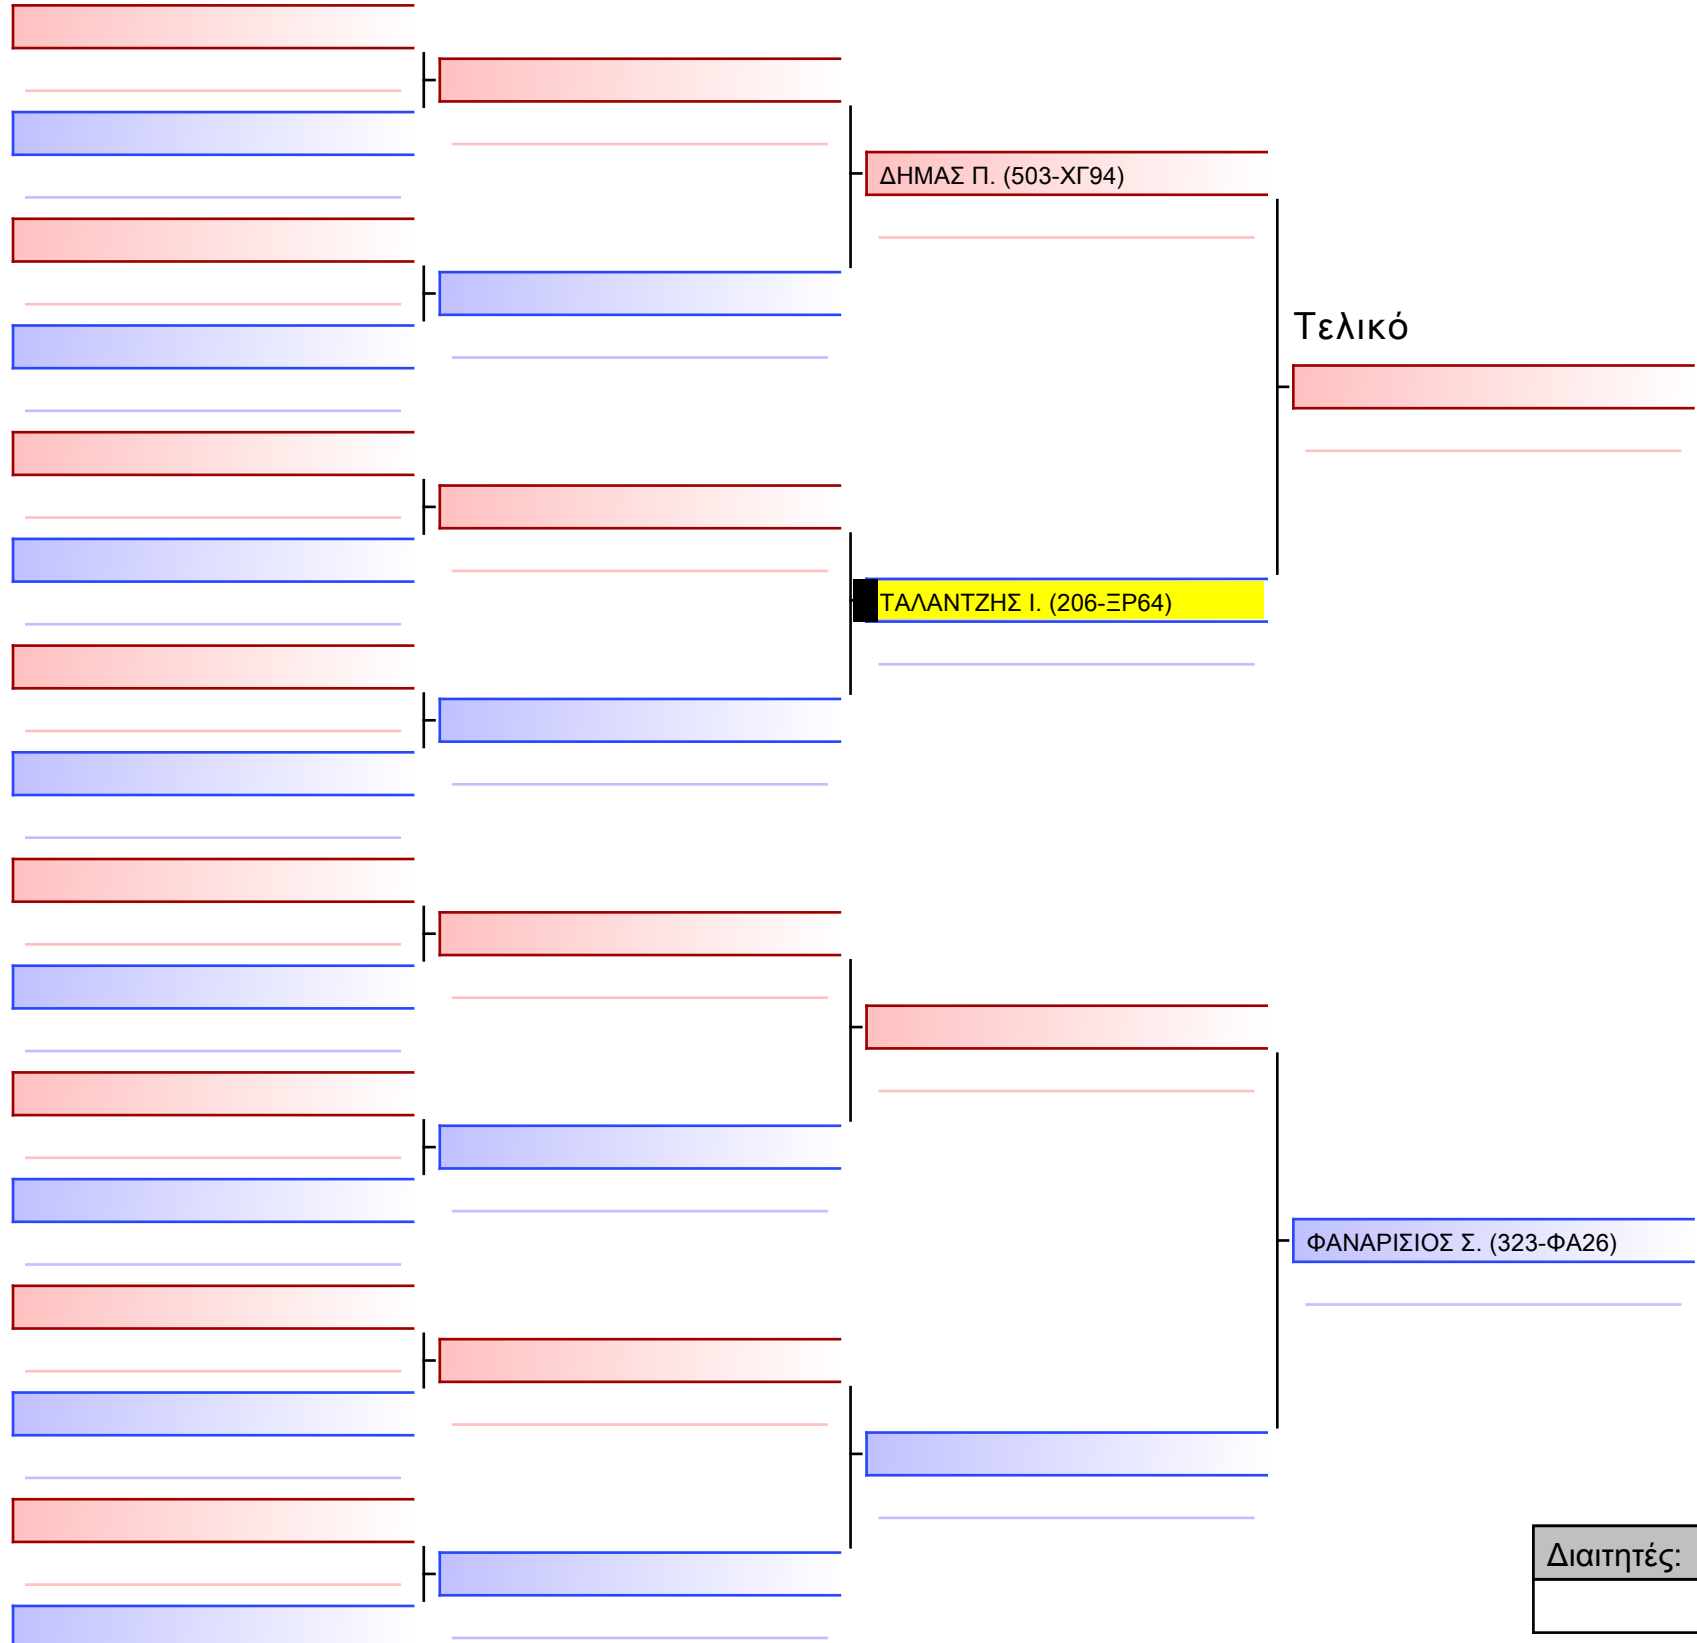 ΔΗΜΑΣ Π. (503-ΧΓ94)
Τελικό
ΤΑΛΑΝΤΖΗΣ Ι. (206-ΞΡ64)
ΦΑΝΑΡΙΣΙΟΣ Σ. (323-ΦΑ26)
Διαιτητές: